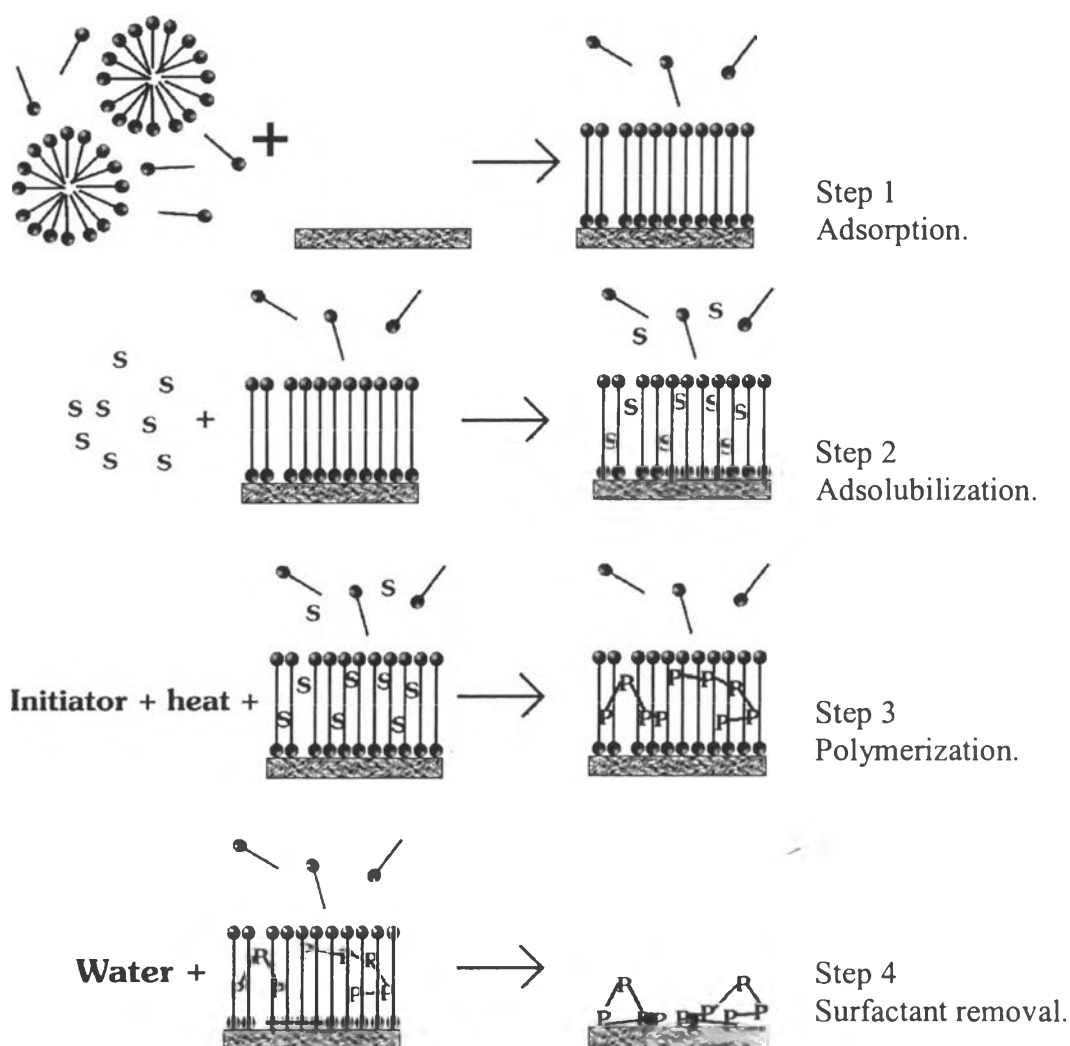 +
Step 1
Adsorption.
S S S S S S S S
+
S S
S S S S S S S
Step 2
Adsolubilization.
Initiator + heat +
S S
S S S S S S S
P R P P P P R P P
Step 3
Polymerization.
Water +
R P P R P P
R P P R P P
Step 4
Surfactant removal.